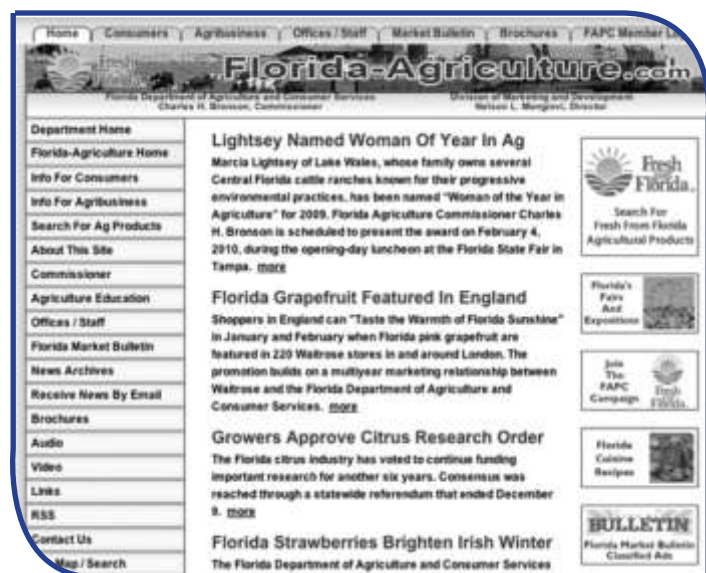 Home Consumers Agribusiness Offices / Staff Market Bulletin Brochures FAPC Member
Fresh
Florida-Agriculture.com
Florida Department of Agriculture and Consumer Services
Charles H. Bronson, Commissioner
Division of Marketing and Development
Nelson L. Mongiovi, Director
Department Home
Florida-Agriculture Home
Info For Consumers
Info For Agribusiness
Search For Ag Products
About This Site
Commissioner
Agriculture Education
Offices / Staff
Florida Market Bulletin
News Archives
Receive News By Email
Brochures
Audio
Video
Links
RSS
Contact Us
Map / Search
Lightsey Named Woman Of Year In Ag
Marcia Lightsey of Lake Wales, whose family owns several
Central Florida cattle ranches known for their progressive
environmental practices, has been named "Woman of the Year in
Agriculture" for 2009. Florida Agriculture Commissioner Charles
H. Bronson is scheduled to present the award on February 4,
2010, during the opening-day luncheon at the Florida State Fair in
Tampa. more
Florida Grapefruit Featured In England
Shoppers in England can "Taste the Warmth of Florida Sunshine"
in January and February when Florida pink grapefruit are
featured in 220 Waitrose stores in and around London. The
promotion builds on a multiyear marketing relationship between
Waitrose and the Florida Department of Agriculture and
Consumer Services. more
Growers Approve Citrus Research Order
The Florida citrus industry has voted to continue funding
important research for another six years. Consensus was
reached through a statewide referendum that ended December
9. more
Florida Strawberries Brighten Irish Winter
The Florida Department of Agriculture and Consumer Services
Fresh
Florida
Search For
Fresh From Florida
Agricultural Products
Florida's
Fairs
And
Expositions
Join
The
FAPC
Campaign
Fresh
Florida
Florida
Cuisine
Recipes
BULLETIN
Florida Market Bulletin
Classified Ads